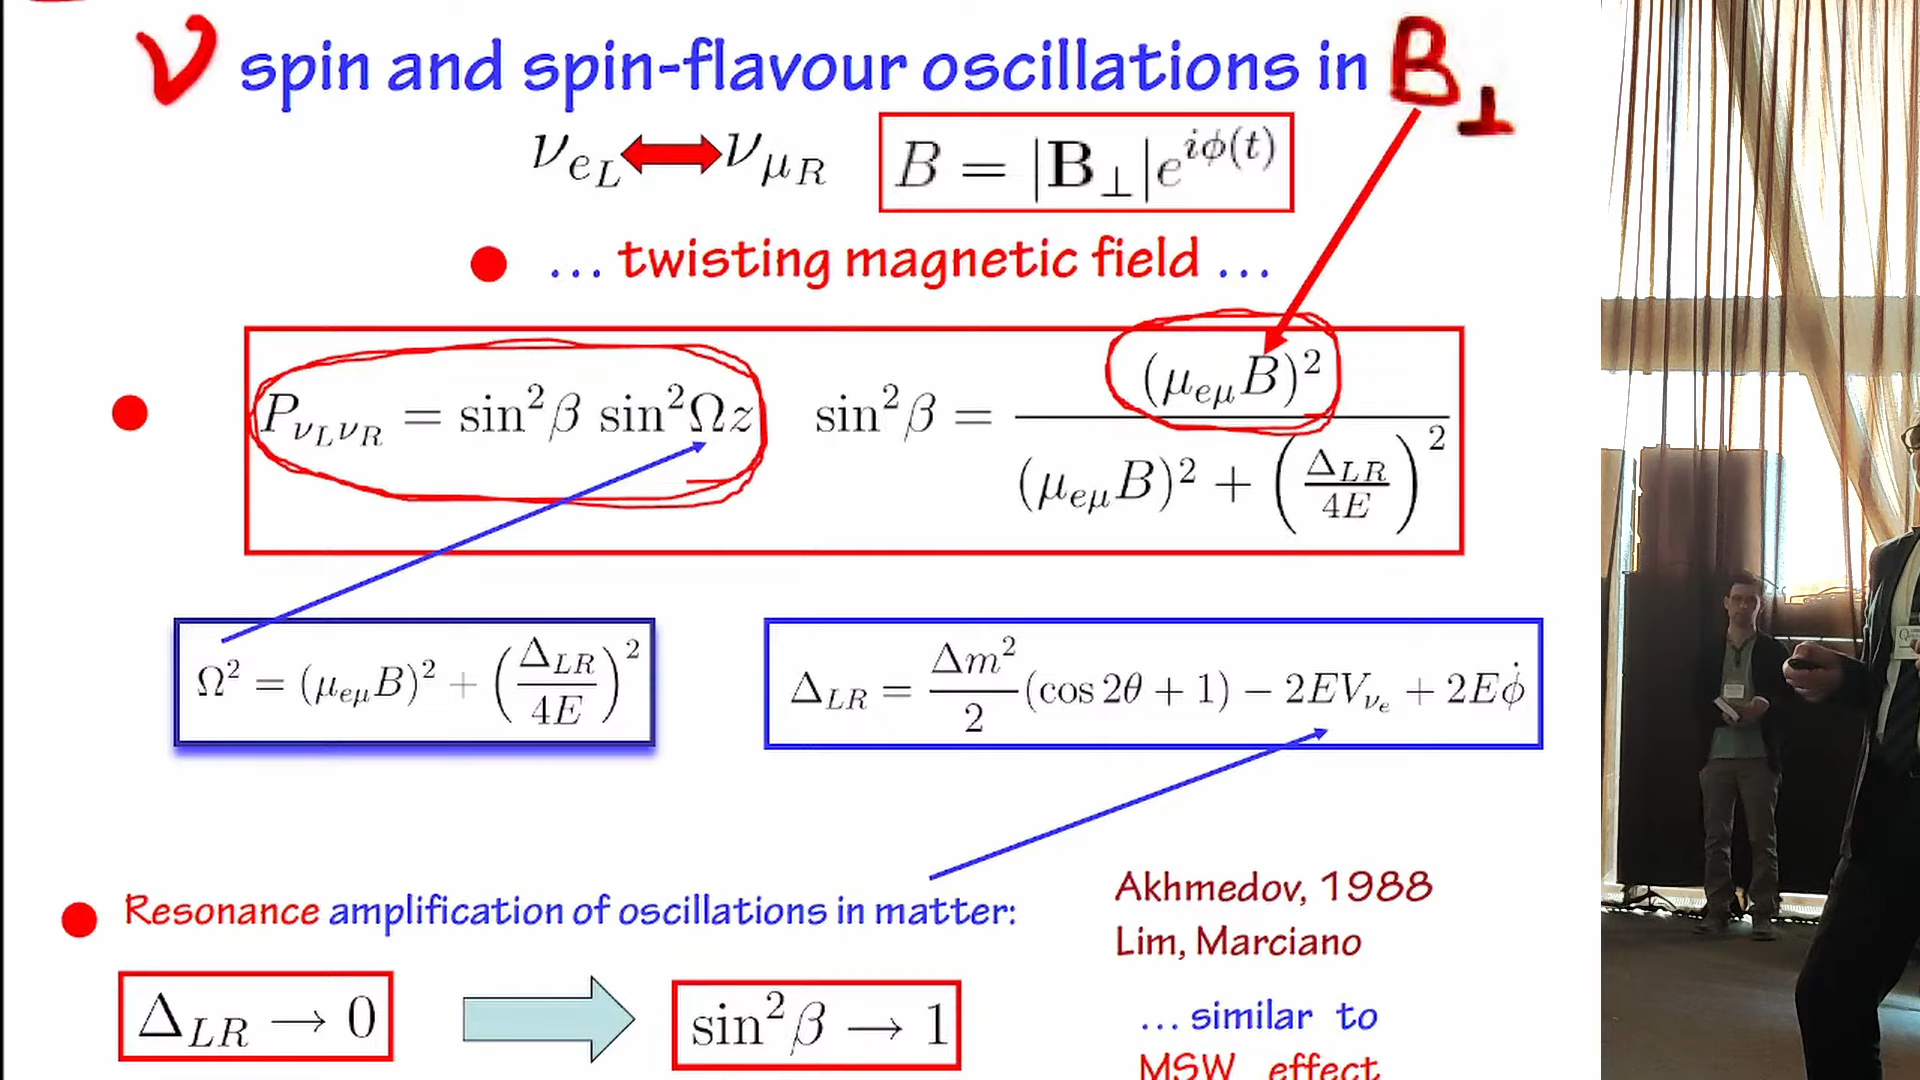 ν spin and spin-flavour oscillations in B⊥
ν_{e_L} ⟷ ν_{μ_R} B = |B_⊥|e^{iφ(t)}
... twisting magnetic field ...
P_{ν_L ν_R} = sin²β sin²Ωz sin²β = (μ_{eμ}B)² / ((μ_{eμ}B)² + (Δ_{LR}/4E)²)
Ω² = (μ_{eμ}B)² + (Δ_{LR}/4E)² Δ_{LR} = Δm²/2 (cos 2θ + 1) − 2EV_{ν_e} + 2Eφ̇
Resonance amplification of oscillations in matter:
Akhmedov, 1988
Lim, Marciano
Δ_{LR} → 0 sin²β → 1
... similar to
MSW effect